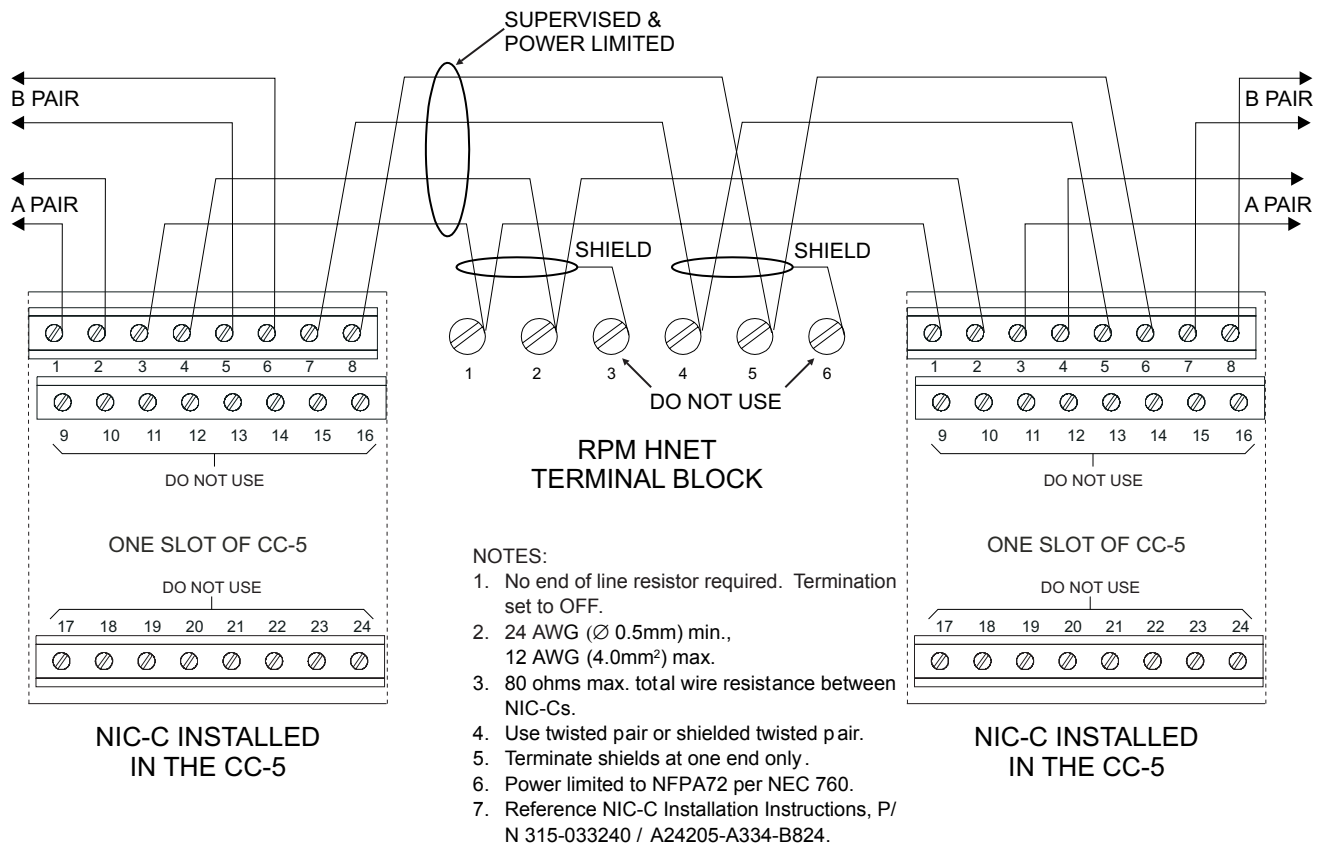 SUPERVISED &
POWER LIMITED
B PAIR
A PAIR
B PAIR
A PAIR
SHIELD
SHIELD
1 2 3 4 5 6 7 8
9 10 11 12 13 14 15 16
DO NOT USE
ONE SLOT OF CC-5
DO NOT USE
17 18 19 20 21 22 23 24
NIC-C INSTALLED
IN THE CC-5
1 2 3 4 5 6
DO NOT USE
RPM HNET
TERMINAL BLOCK
NOTES:
1. No end of line resistor required. Termination
set to OFF.
2. 24 AWG (∅ 0.5mm) min.,
12 AWG (4.0mm²) max.
3. 80 ohms max. total wire resistance between
NIC-Cs.
4. Use twisted pair or shielded twisted pair.
5. Terminate shields at one end only.
6. Power limited to NFPA72 per NEC 760.
7. Reference NIC-C Installation Instructions, P/
N 315-033240 / A24205-A334-B824.
1 2 3 4 5 6 7 8
9 10 11 12 13 14 15 16
DO NOT USE
ONE SLOT OF CC-5
DO NOT USE
17 18 19 20 21 22 23 24
NIC-C INSTALLED
IN THE CC-5